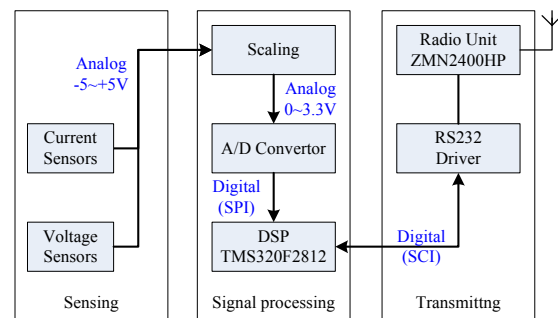 Analog
-5~+5V
Current
Sensors
Voltage
Sensors
Sensing
Scaling
Analog
0~3.3V
A/D Convertor
Digital
(SPI)
DSP
TMS320F2812
Signal processing
Radio Unit
ZMN2400HP
RS232
Driver
Digital
(SCI)
Transmittng